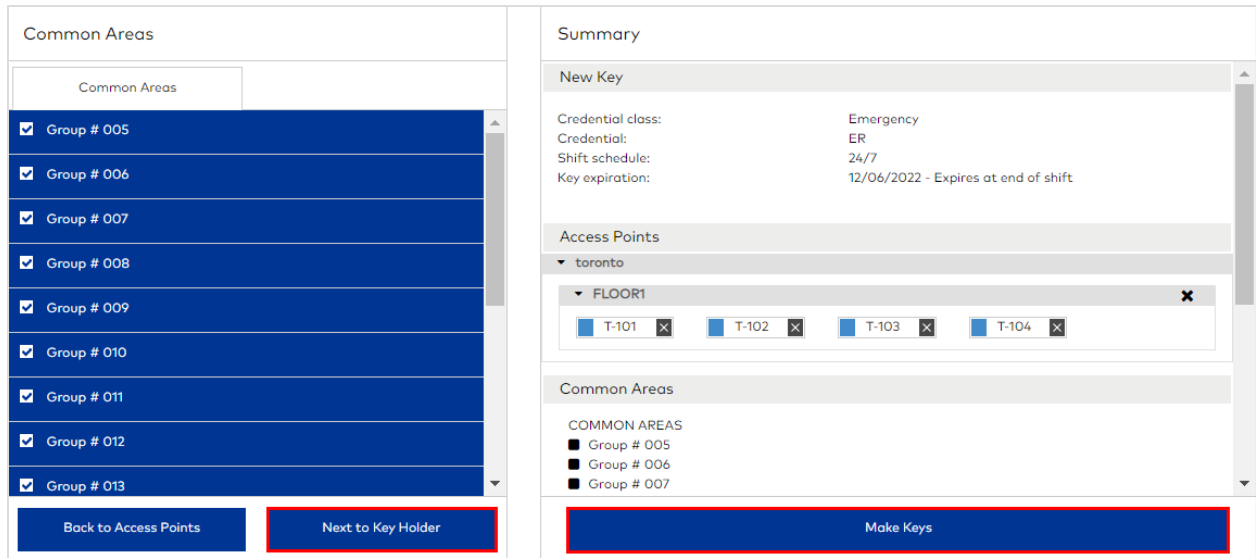 Common Areas
Common Areas
Group # 005
Group # 006
Group # 007
Group # 008
Group # 009
Group # 010
Group # 011
Group # 012
Group # 013
Back to Access Points
Next to Key Holder
Summary
New Key
Credential class: Emergency
Credential: ER
Shift schedule: 24/7
Key expiration: 12/06/2022 - Expires at end of shift
Access Points
toronto
FLOOR1
T-101 T-102 T-103 T-104
Common Areas
COMMON AREAS
Group # 005
Group # 006
Group # 007
Make Keys